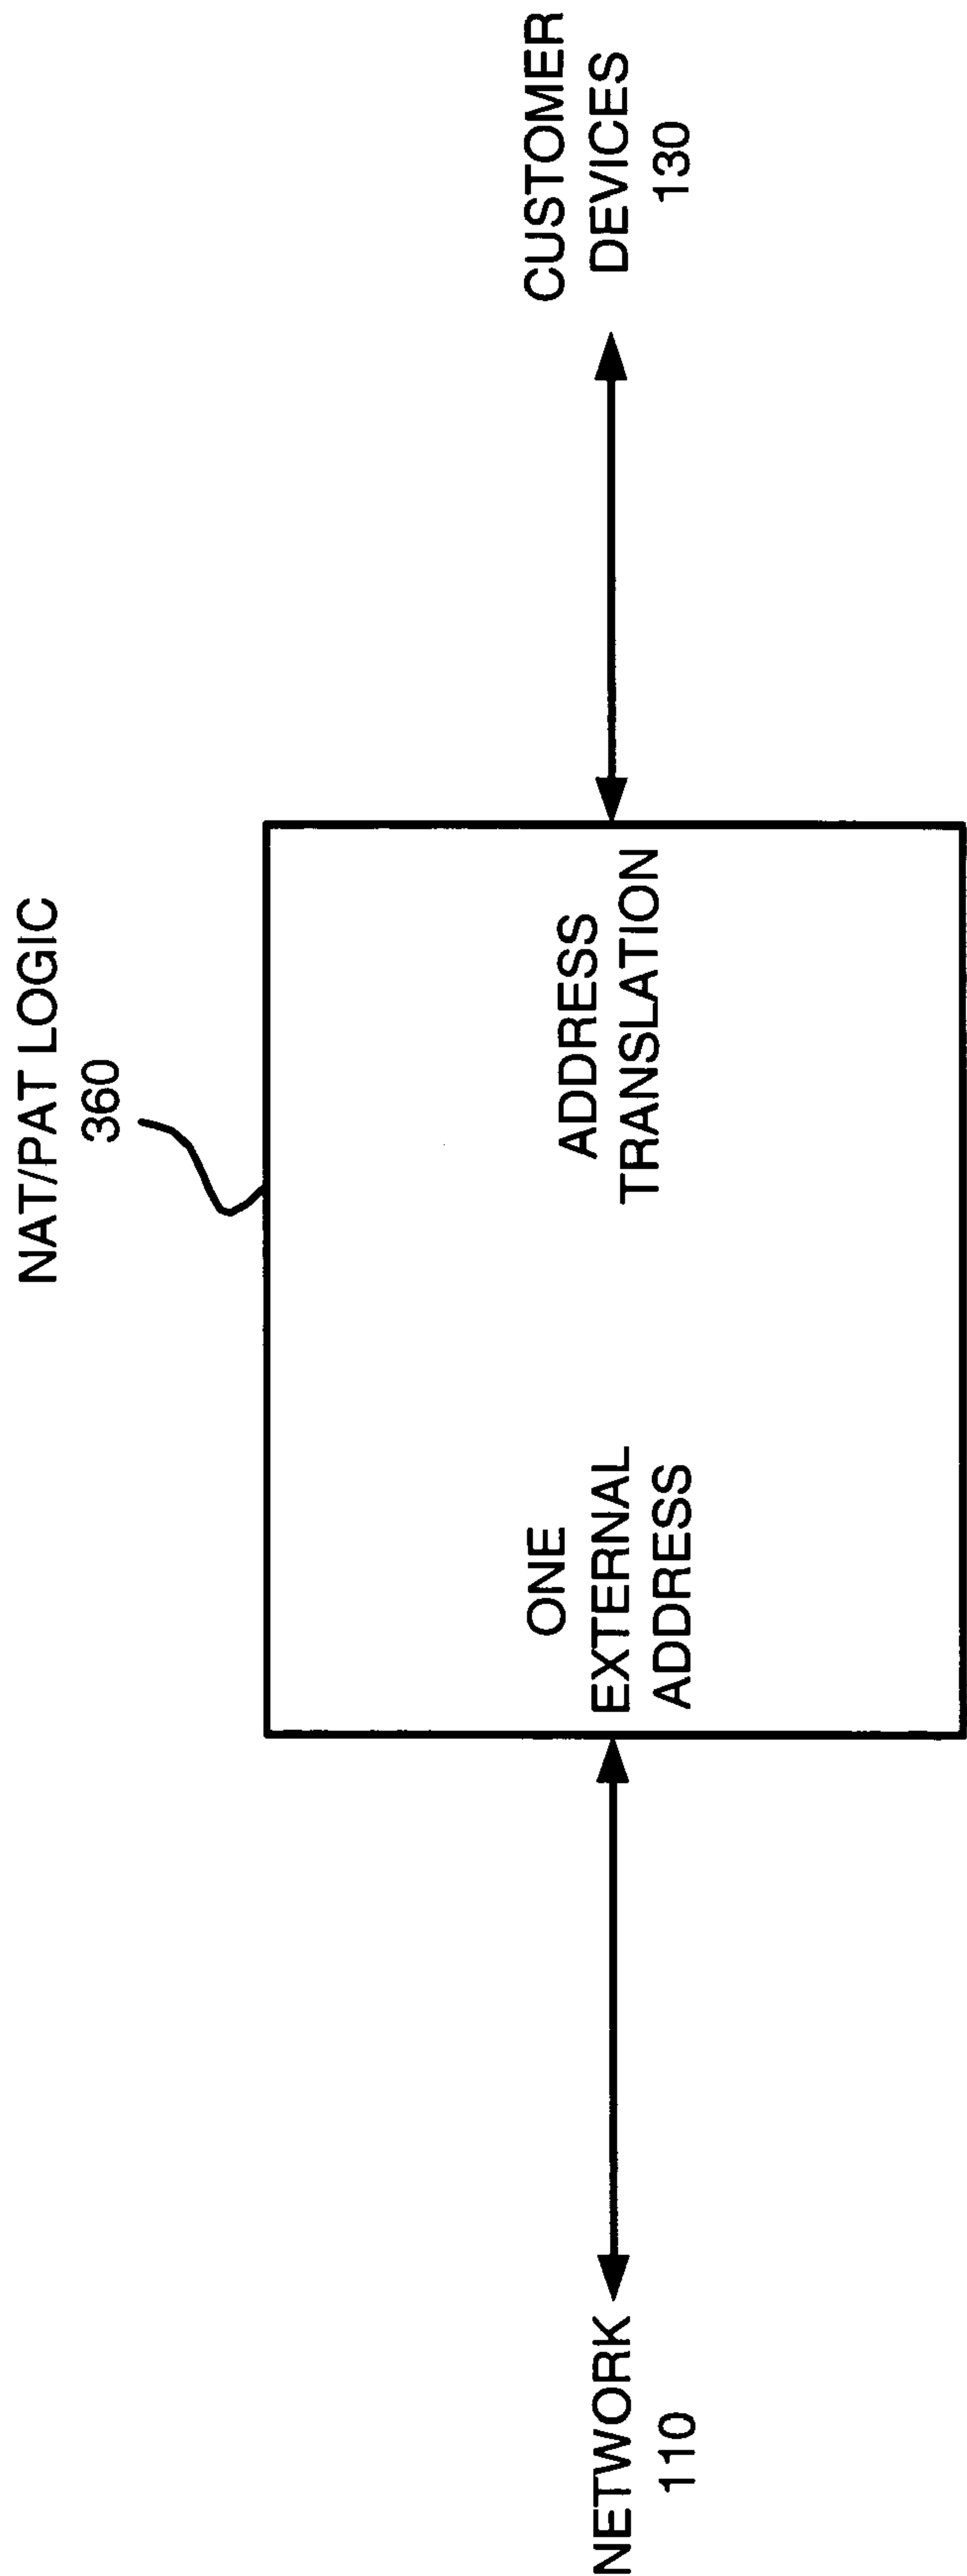 NAT/PAT LOGIC
360
NETWORK
110
ONE
EXTERNAL
ADDRESS
ADDRESS
TRANSLATION
CUSTOMER
DEVICES
130